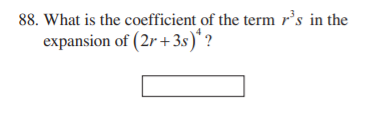 88. What is the coefficient of the term r³s in the
expansion of (2r+3s)⁴?